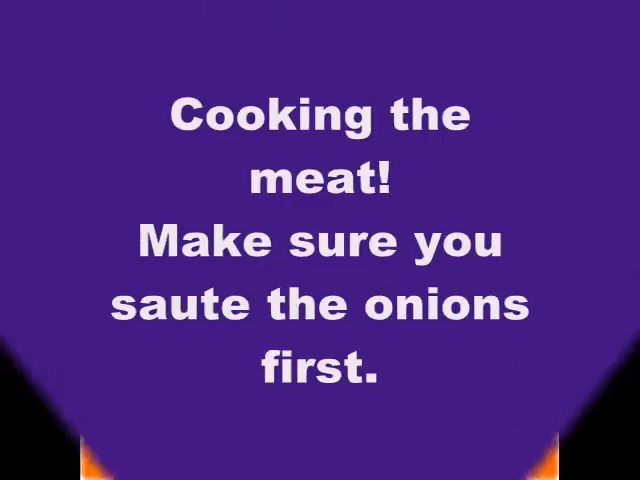 Cooking the
meat!
Make sure you
saute the onions
first.